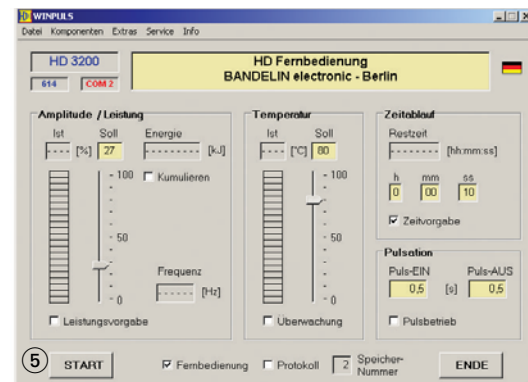 WINPULS
Datei Komponenten Extras Service Info
HD 3200
614 COM 2
HD Fernbedienung
BANDELIN electronic - Berlin
Amplitude / Leistung
Ist Soll Energie
---- [%] 27 --------- [kJ]
100 Kumulieren
50
Frequenz
------ [Hz]
0
Leistungsvorgabe
Temperatur
Ist Soll
---- [°C] 80
100
50
0
Überwachung
Zeitablauf
Restzeit
-------- [hh:mm:ss]
h mm ss
0 00 10
Zeitvorgabe
Pulsation
Puls-EIN Puls-AUS
0,5 [s] 0,5
Pulsbetrieb
5 START Fernbedienung Protokoll 2 Speicher-Nummer ENDE